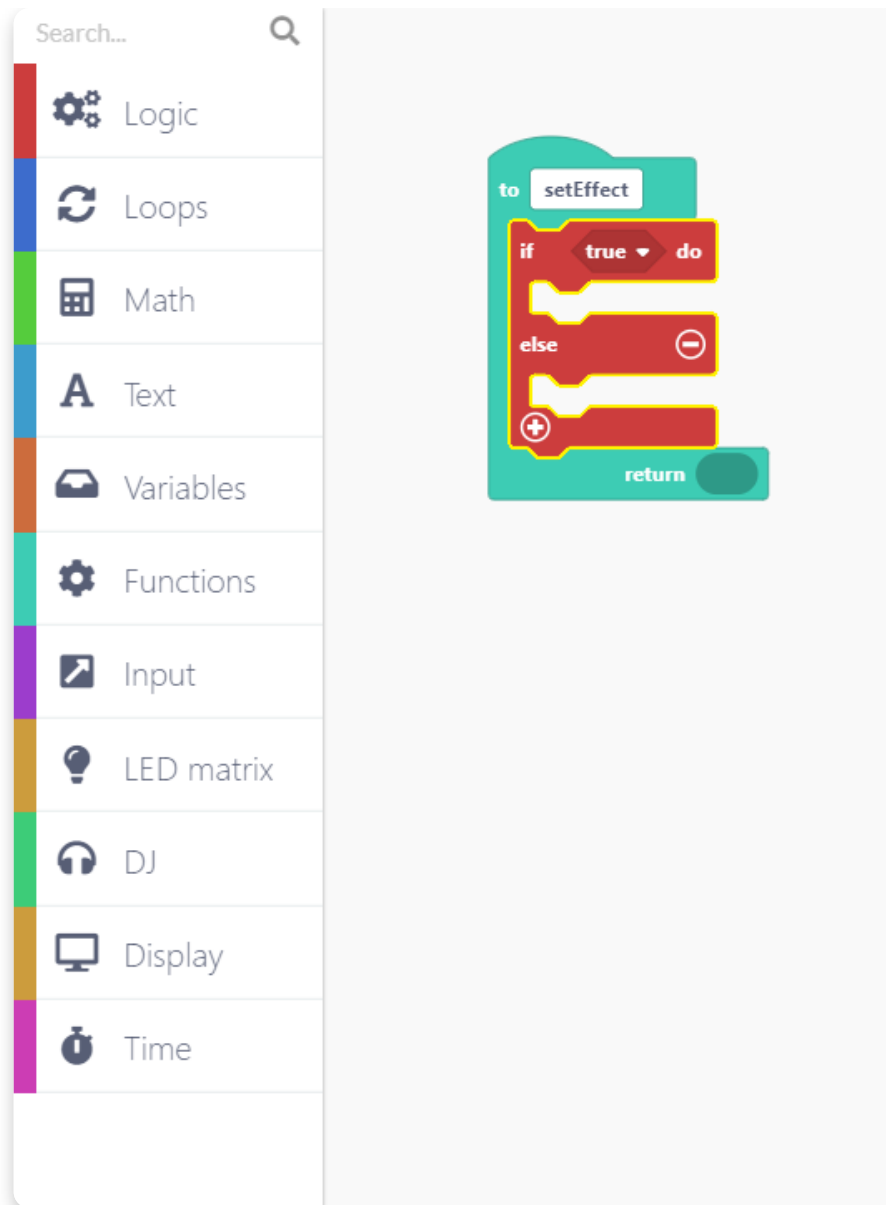 Search...
Logic
Loops
Math
Text
Variables
Functions
Input
LED matrix
DJ
Display
Time
to setEffect
if true do
else
return